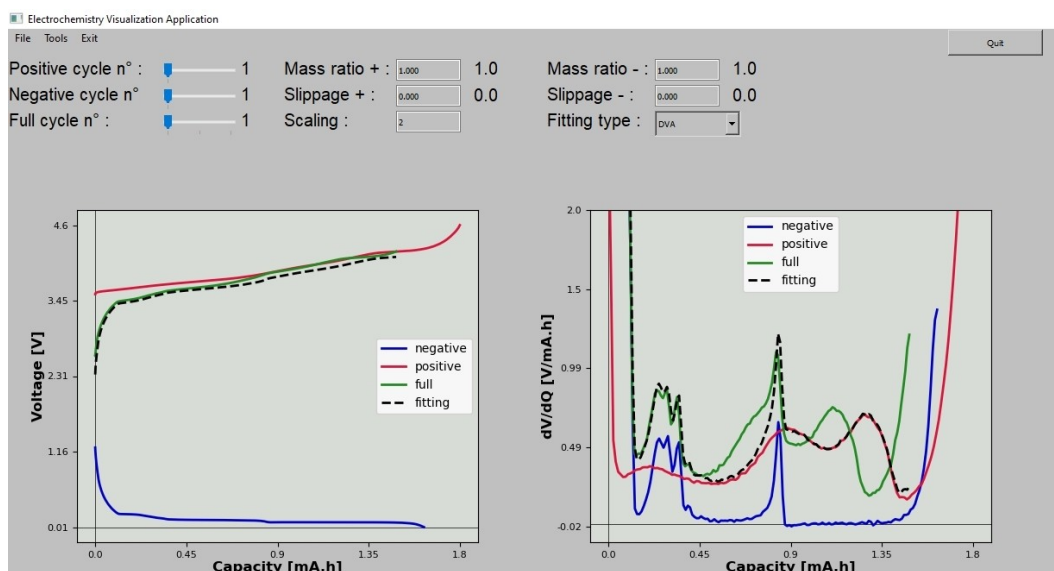 Electrochemistry Visualization Application
File Tools Exit
Quit
Positive cycle n° : 1 Mass ratio + : 1.000 1.0 Mass ratio - : 1.000 1.0
Negative cycle n° 1 Slippage + : 0.000 0.0 Slippage - : 0.000 0.0
Full cycle n° : 1 Scaling : 2 Fitting type : DVA
4.6
3.45
2.31
1.16
0.01
Voltage [V]
negative
positive
full
fitting
0.0 0.45 0.9 1.35 1.8
Capacity [mA.h]
2.0
1.5
0.99
0.49
-0.02
dV/dQ [V/mA.h]
negative
positive
full
fitting
0.0 0.45 0.9 1.35 1.8
Capacity [mA.h]